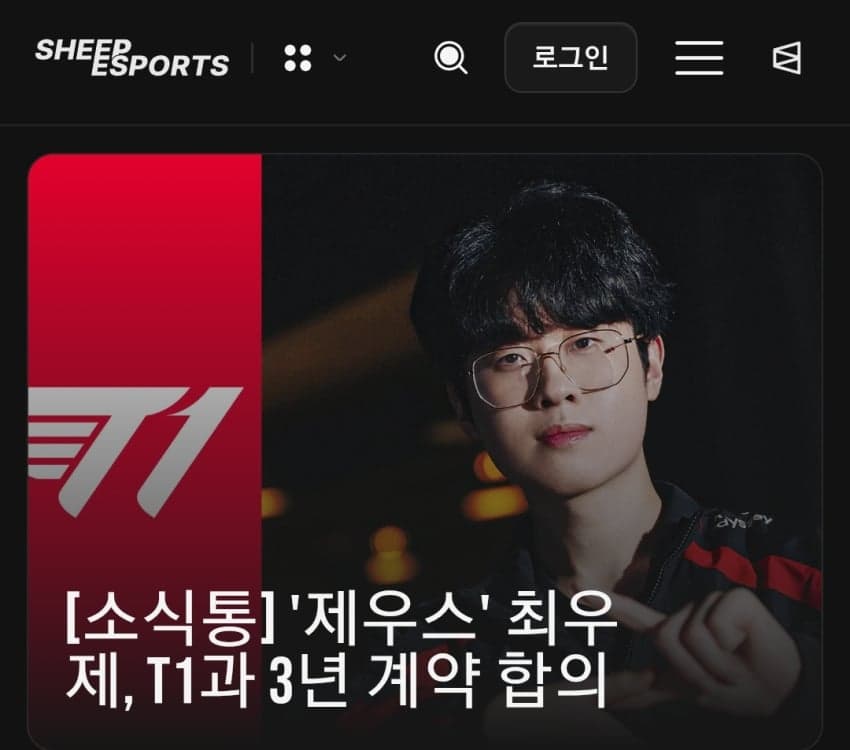 SHEEP
ESPORTS
로그인
T1
[소식통] '제우스' 최우
제, T1과 3년 계약 합의